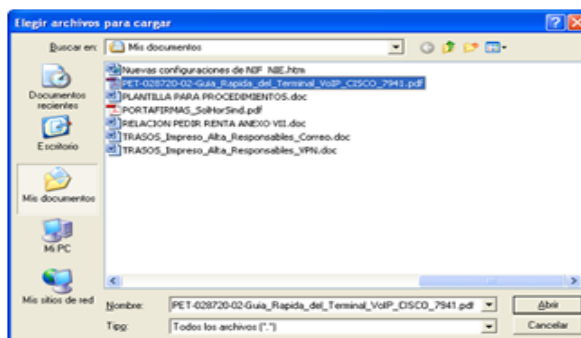 Elegir archivos para cargar
Buscar en: Mis documentos
Nuevas configuraciones de NIF NIE.htm
PET-028720-02-Guia_Rapida_del_Terminal_VoIP_CISCO_7941.pdf
PLANTILLA PARA PROCEDIMIENTOS.doc
PORTAFIRMAS_SolHorSind.pdf
RELACION PEDIR RENTA ANEXO VII.doc
TRASOS_Impreso_Alta_Responsables_Correo.doc
TRASOS_Impreso_Alta_Responsables_VPN.doc
Documentos
recientes
Escritorio
Mis documentos
Mi PC
Mis sitios de red
Nombre: PET-028720-02-Guia_Rapida_del_Terminal_VoIP_CISCO_7941.pdf Abrir
Tipo: Todos los archivos (*.*) Cancelar